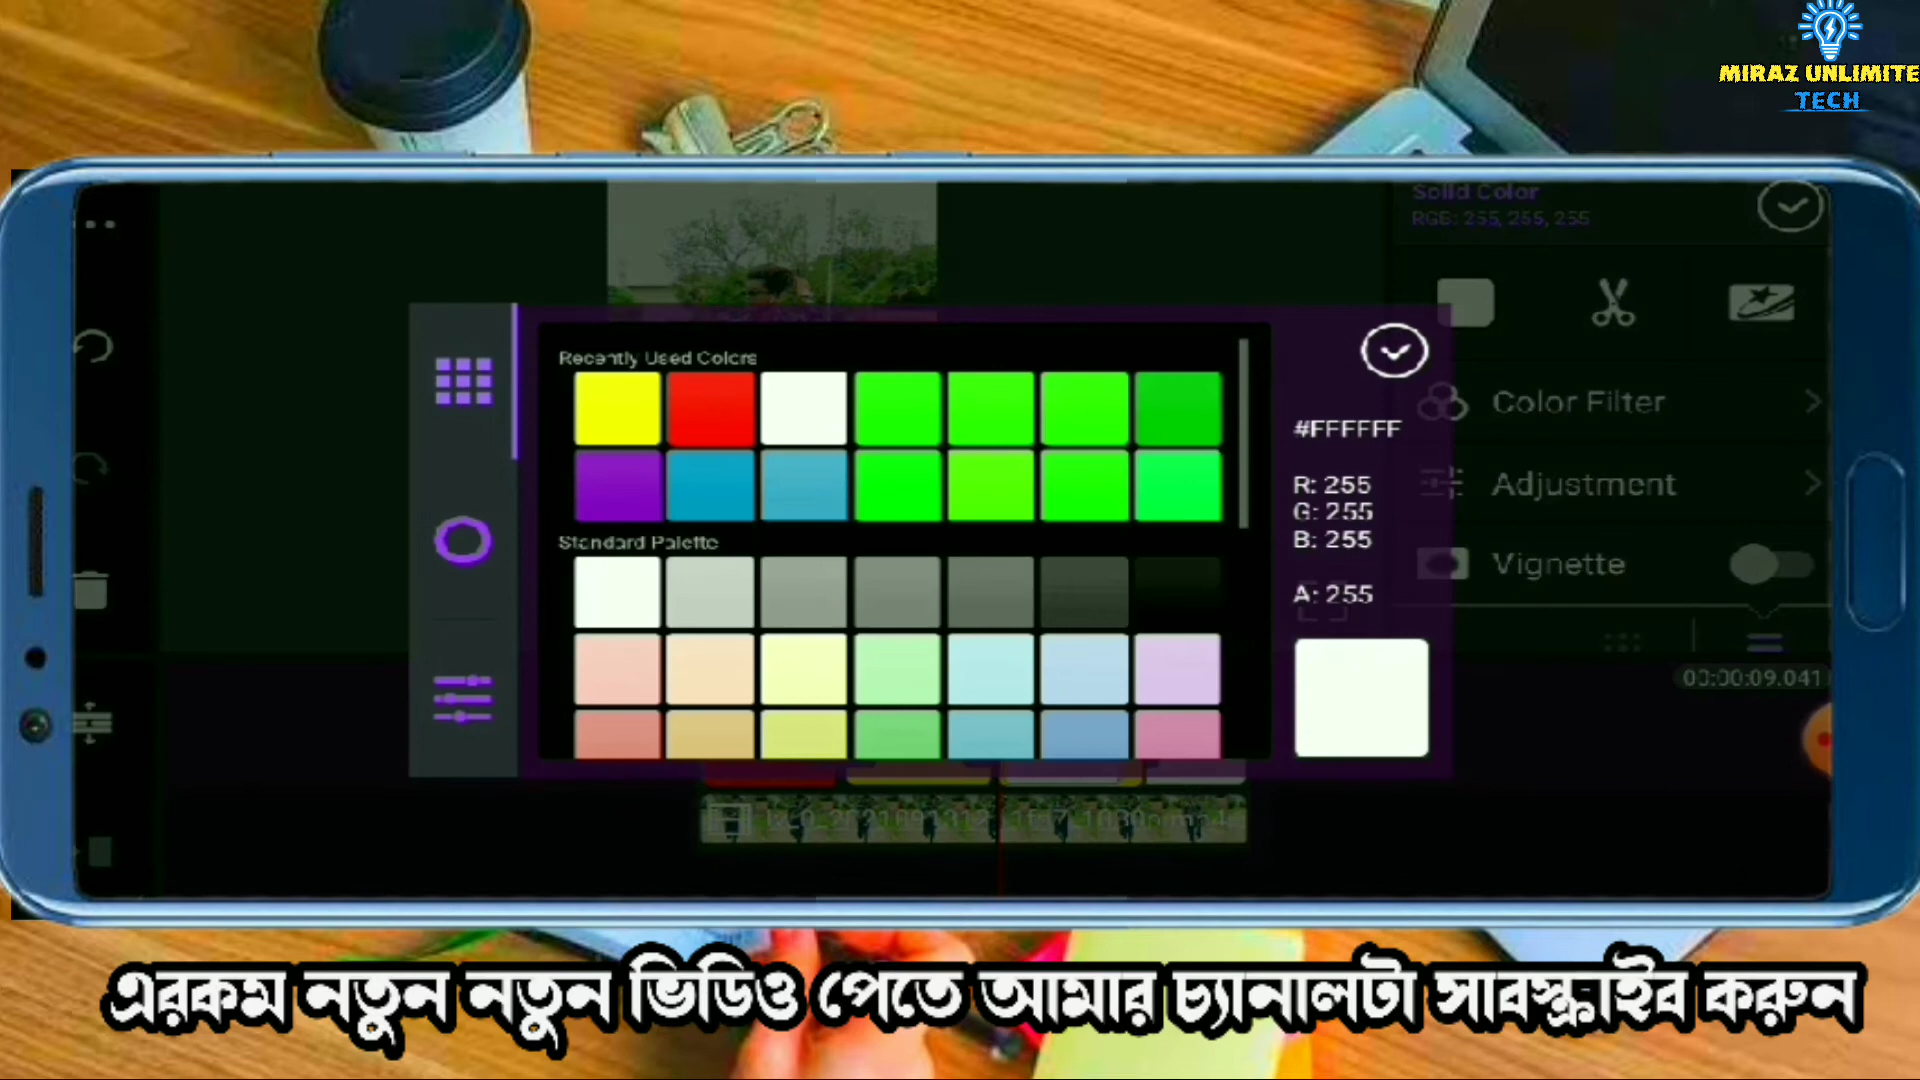 MIRAZ UNLIMITE
TECH
Solid Color
RGB: 255, 255, 255
Recently Used Colors
#FFFFFF
Color Filter
R: 255
G: 255
B: 255
Adjustment
Standard Palette
Vignette
A: 255
00:00:09.041
এরকম নতুন নতুন ভিডিও পেতে আমার চ্যানালটা সাবস্ক্রাইব করুন